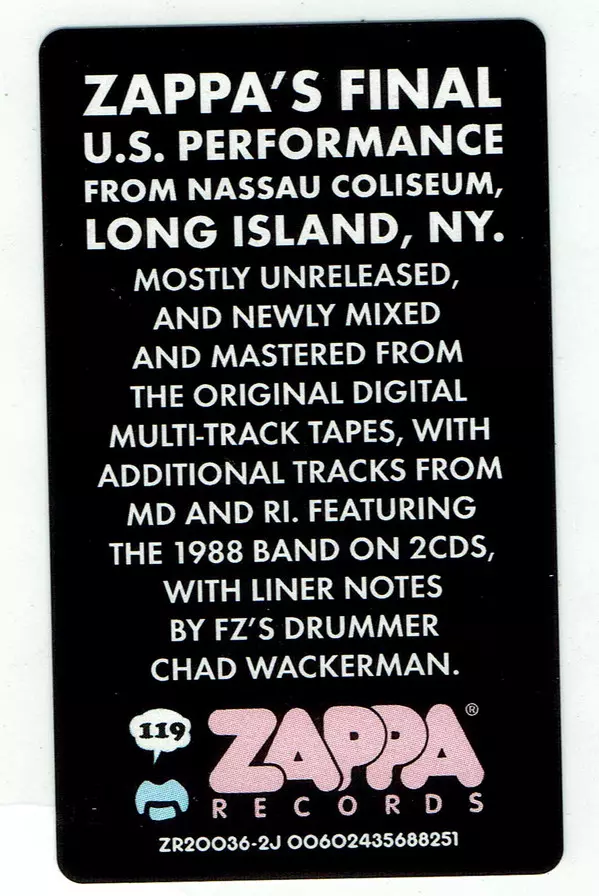 ZAPPA'S FINAL
U.S. PERFORMANCE
FROM NASSAU COLISEUM,
LONG ISLAND, NY.
MOSTLY UNRELEASED,
AND NEWLY MIXED
AND MASTERED FROM
THE ORIGINAL DIGITAL
MULTI-TRACK TAPES, WITH
ADDITIONAL TRACKS FROM
MD AND RI. FEATURING
THE 1988 BAND ON 2CDS,
WITH LINER NOTES
BY FZ'S DRUMMER
CHAD WACKERMAN.
119
ZAPPA®
RECORDS
ZR20036-2J 00602435688251